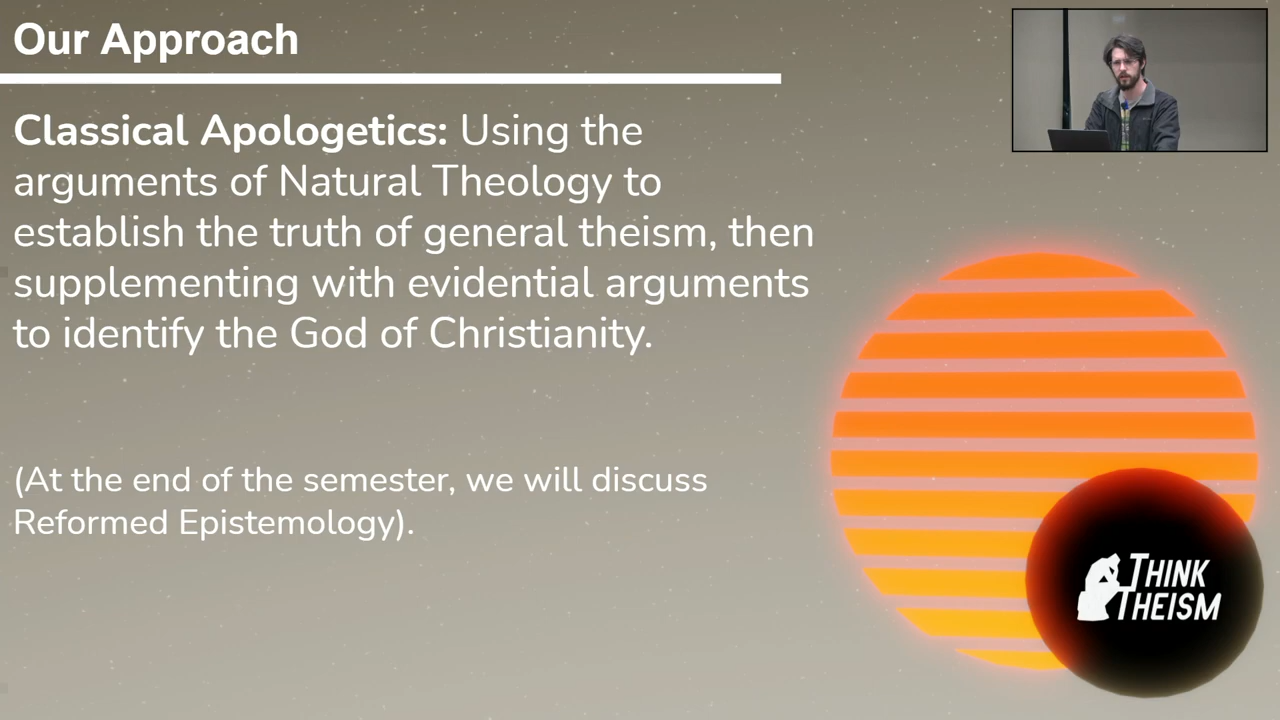 Our Approach
Classical Apologetics: Using the
arguments of Natural Theology to
establish the truth of general theism, then
supplementing with evidential arguments
to identify the God of Christianity.
(At the end of the semester, we will discuss
Reformed Epistemology).
THINK
THEISM